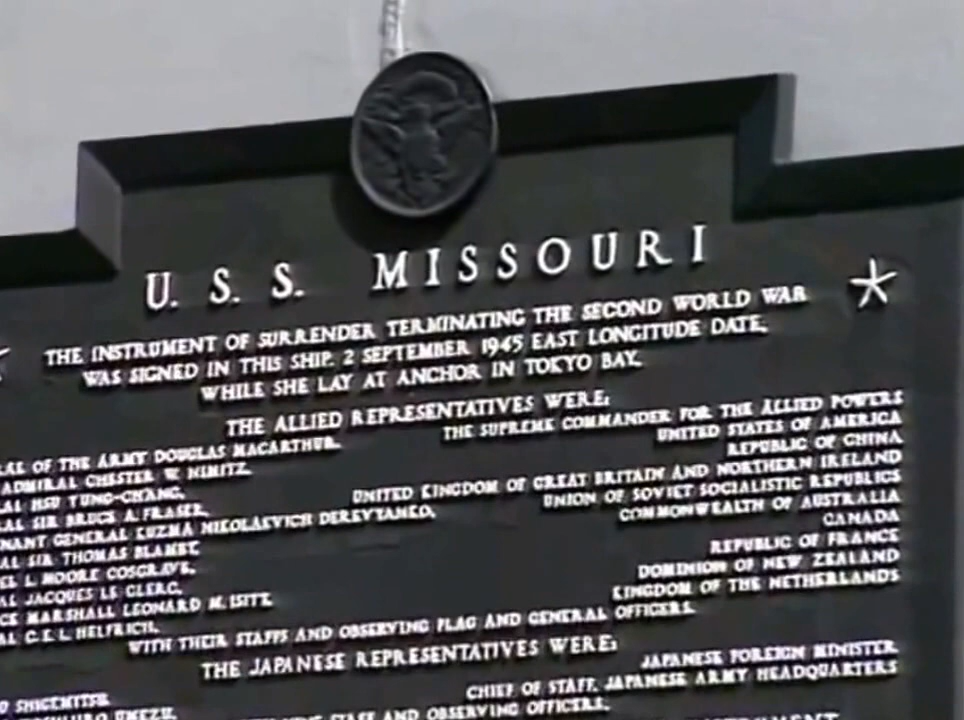 U. S. S. MISSOURI
THE INSTRUMENT OF SURRENDER TERMINATING THE SECOND WORLD WAR
WAS SIGNED IN THIS SHIP. 2 SEPTEMBER 1945 EAST LONGITUDE DATE,
WHILE SHE LAY AT ANCHOR IN TOKYO BAY.
THE ALLIED REPRESENTATIVES WERE:
OF THE ARMY DOUGLAS MACARTHUR. THE SUPREME COMMANDER FOR THE ALLIED POWERS
ADMIRAL CHESTER W. NIMITZ. UNITED STATES OF AMERICA
HSU YUNG-CHANG. REPUBLIC OF CHINA
SIR BRUCE A. FRASER. UNITED KINGDOM OF GREAT BRITAIN AND NORTHERN IRELAND
GENERAL KUZMA NIKOLAEVICH DEREVYANKO. UNION OF SOVIET SOCIALISTIC REPUBLICS
SIR THOMAS BLAMEY. COMMONWEALTH OF AUSTRALIA
L. MOORE COSGRAVE. CANADA
JACQUES LE CLERC. REPUBLIC OF FRANCE
MARSHALL LEONARD M. ISITT. DOMINION OF NEW ZEALAND
C. E. L. HELFRICH. KINGDOM OF THE NETHERLANDS
WITH THEIR STAFFS AND OBSERVING FLAG AND GENERAL OFFICERS.
THE JAPANESE REPRESENTATIVES WERE:
SHIGEMITSU. JAPANESE FOREIGN MINISTER
UMEZU. CHIEF OF STAFF, JAPANESE ARMY HEADQUARTERS
STAFF AND OBSERVING OFFICERS.